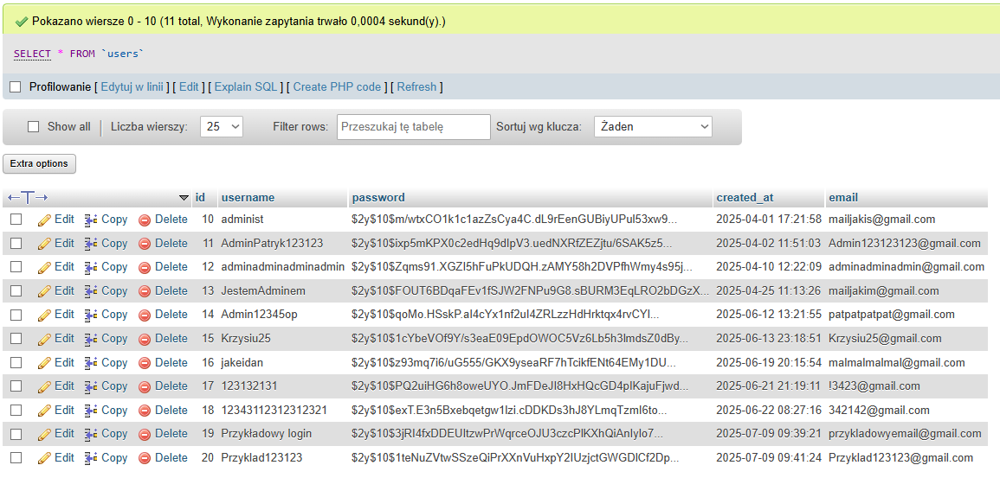 Pokazano wiersze 0 - 10 (11 total, Wykonanie zapytania trwało 0,0004 sekund(y).)
SELECT * FROM `users`
Profilowanie [ Edytuj w linii ] [ Edit ] [ Explain SQL ] [ Create PHP code ] [ Refresh ]
Show all Liczba wierszy: 25 Filter rows: Przeszukaj tę tabelę Sortuj wg klucza: Żaden
Extra options
id username password created_at email
Edit Copy Delete 10 administ $2y$10$m/wtxCO1k1c1azZsCya4C.dL9rEenGUBiyUPul53xw9... 2025-04-01 17:21:58 mailjakis@gmail.com
Edit Copy Delete 11 AdminPatryk123123 $2y$10$ixp5mKPX0c2edHq9dIpV3.uedNXRfZEZjtu/6SAK5z5... 2025-04-02 11:51:03 Admin123123123@gmail.com
Edit Copy Delete 12 adminadminadminadmin $2y$10$Zqms91.XGZI5hFuPkUDQH.zAMY58h2DVPfhWmy4s95j... 2025-04-10 12:22:09 adminadminadmin@gmail.com
Edit Copy Delete 13 JestemAdminem $2y$10$FOUT6BDqaFEv1fSJW2FNPu9G8.sBURM3EqLRO2bDGzX... 2025-04-25 11:13:26 mailjakim@gmail.com
Edit Copy Delete 14 Admin12345op $2y$10$qoMo.HSskP.aI4cYx1nf2uI4ZRLzzHdHrktqx4rvCYl... 2025-06-12 13:21:55 patpatpatpat@gmail.com
Edit Copy Delete 15 Krzysiu25 $2y$10$1cYbeVOf9Y/s3eaE09EpdOWOC5Vz6Lb5h3lmdsZ0dBy... 2025-06-13 23:18:51 Krzysiu25@gmail.com
Edit Copy Delete 16 jakeidan $2y$10$z93mq7i6/uG555/GKX9yseaRF7hTcikfENt64EMy1DU... 2025-06-19 20:15:54 malmalmalmal@gmail.com
Edit Copy Delete 17 123132131 $2y$10$PQ2uiHG6h8oweUYO.JmFDeJI8HxHQcGD4pIKajuFjwd... 2025-06-21 21:19:11 !3423@gmail.com
Edit Copy Delete 18 12343112312312321 $2y$10$exT.E3n5Bxebqetgw1Izi.cDDKDs3hJ8YLmqTzmI6to... 2025-06-22 08:27:16 342142@gmail.com
Edit Copy Delete 19 Przykładowy login $2y$10$3jRI4fxDDEUltzwPrWqrceOJU3czcPIKXhQiAnIyIo7... 2025-07-09 09:39:21 przykladowyemail@gmail.com
Edit Copy Delete 20 Przyklad123123 $2y$10$1teNuZVtwSSzeQiPrXXnVuHxpY2IUzjctGWGDlCf2Dp... 2025-07-09 09:41:24 Przyklad123123@gmail.com